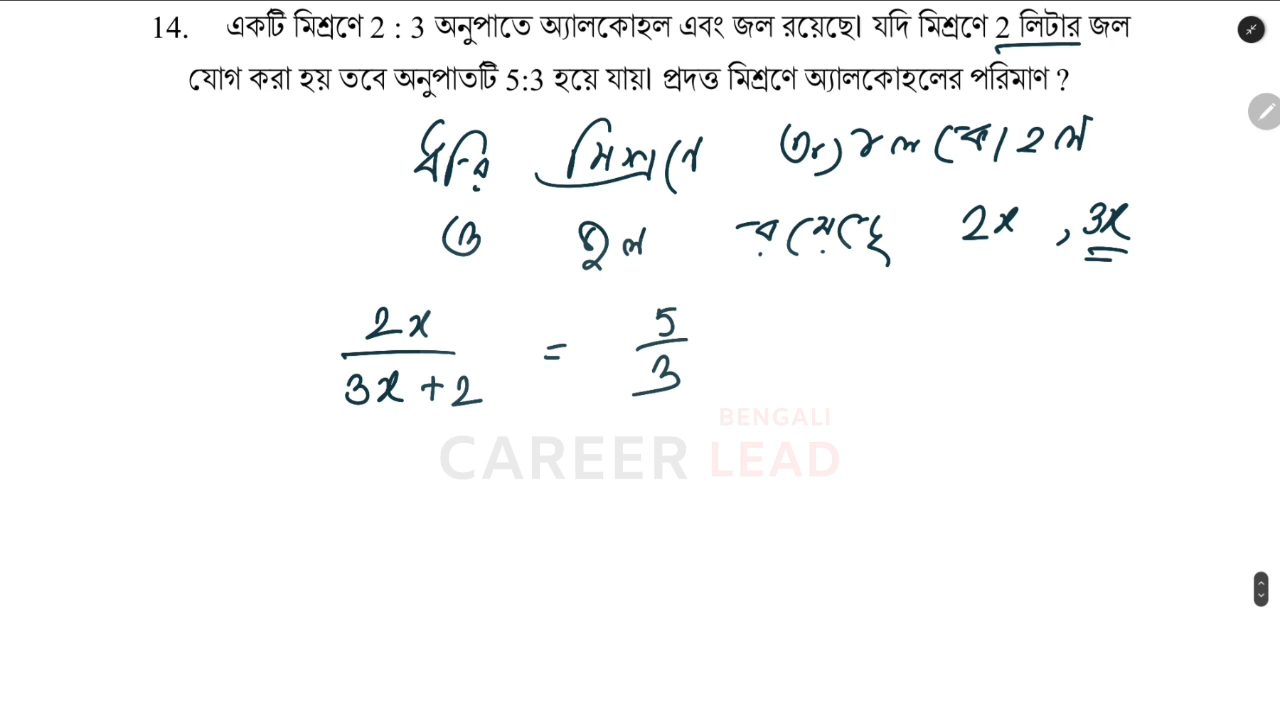 14. একটি মিশ্রণে 2 : 3 অনুপাতে অ্যালকোহল এবং জল রয়েছে। যদি মিশ্রণে 2 লিটার জল
যোগ করা হয় তবে অনুপাতটি 5:3 হয়ে যায়। প্রদত্ত মিশ্রণে অ্যালকোহলের পরিমাণ ?
ধরি মিশ্রণে অ্যালকোহল
ও জল রয়েছে 2x , 3x
2x / 3x + 2 = 5 / 3
BENGALI
CAREER LEAD